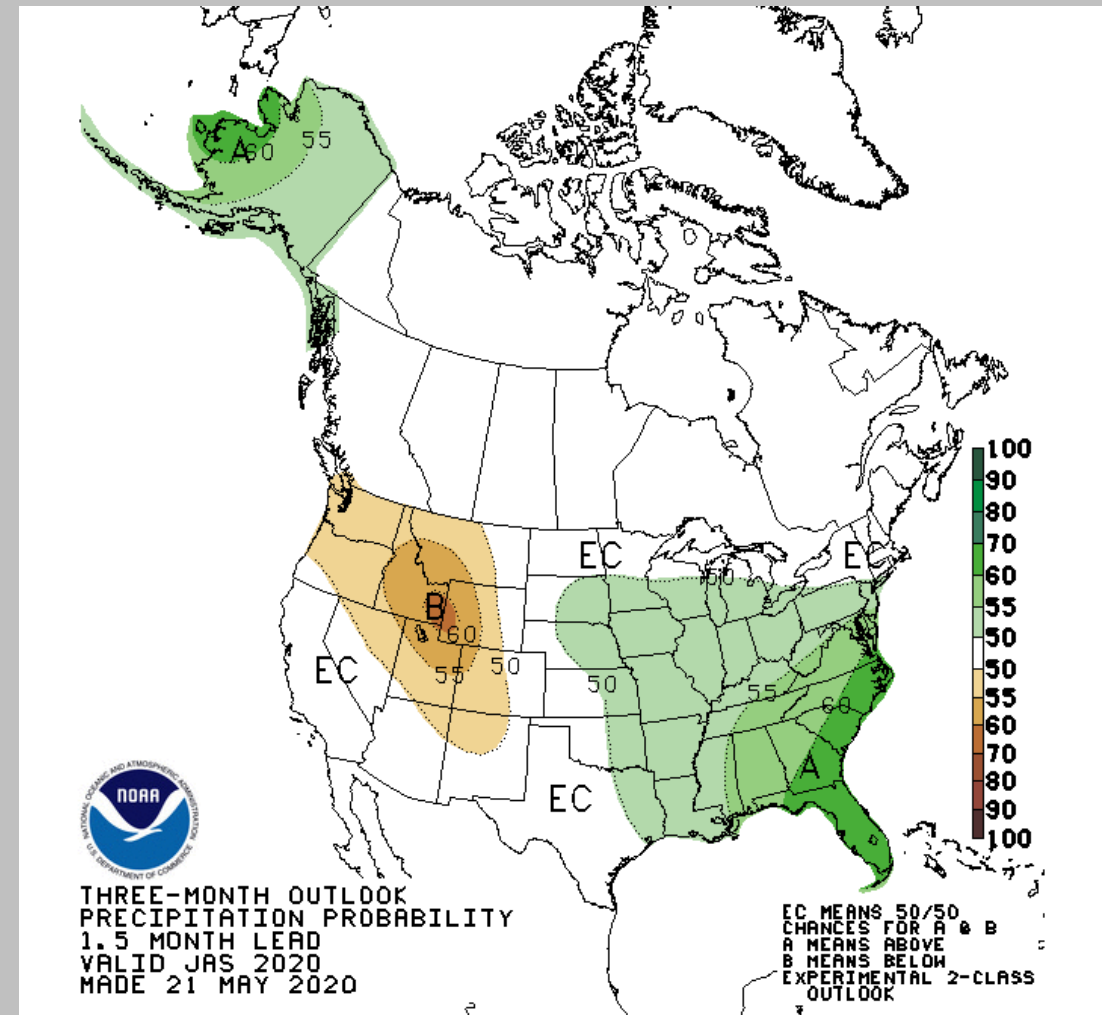 55
A60
EC
50
EC
B
60
55
50
EC
50
55
60
A
EC
100
90
80
70
60
55
50
50
55
60
70
80
90
100
NATIONAL OCEANIC AND ATMOSPHERIC ADMINISTRATION
NOAA
U.S. DEPARTMENT OF COMMERCE
THREE-MONTH OUTLOOK
PRECIPITATION PROBABILITY
1.5 MONTH LEAD
VALID JAS 2020
MADE 21 MAY 2020
EC MEANS 50/50
CHANCES FOR A & B
A MEANS ABOVE
B MEANS BELOW
EXPERIMENTAL 2-CLASS
OUTLOOK